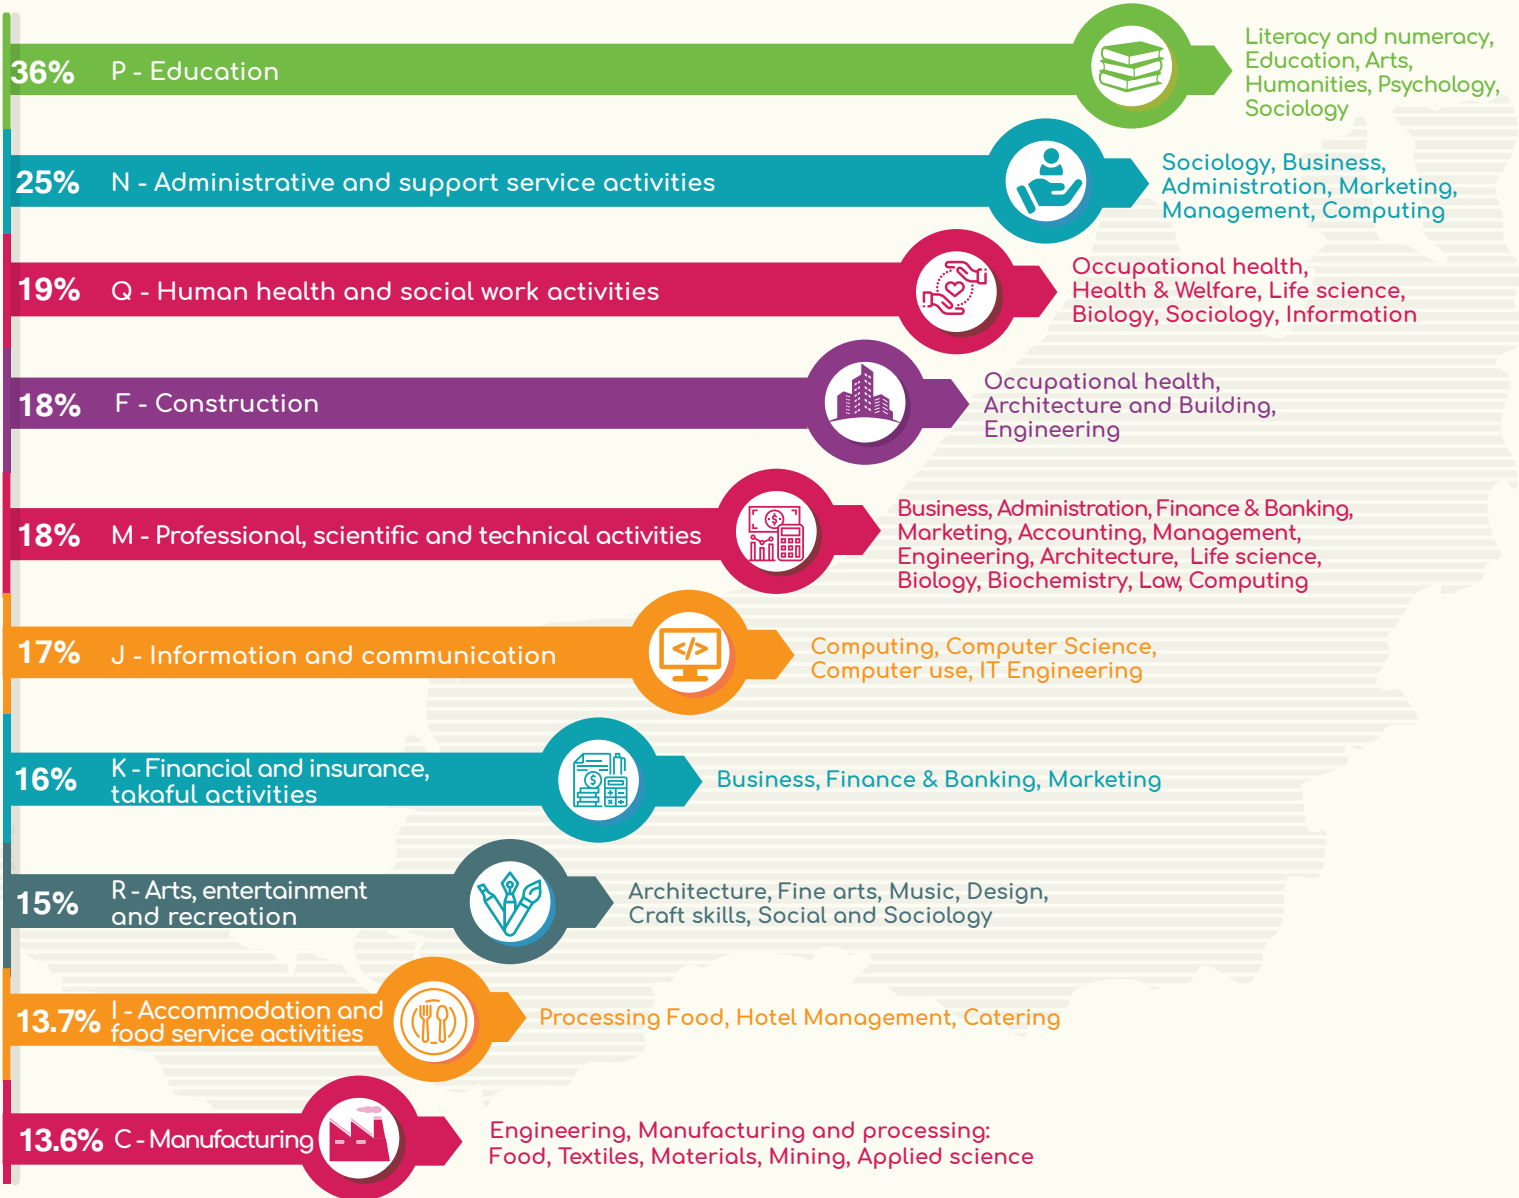 36% P - Education
Literacy and numeracy,
Education, Arts,
Humanities, Psychology,
Sociology
25% N - Administrative and support service activities
Sociology, Business,
Administration, Marketing,
Management, Computing
19% Q - Human health and social work activities
Occupational health,
Health & Welfare, Life science,
Biology, Sociology, Information
18% F - Construction
Occupational health,
Architecture and Building,
Engineering
18% M - Professional, scientific and technical activities
Business, Administration, Finance & Banking,
Marketing, Accounting, Management,
Engineering, Architecture, Life science,
Biology, Biochemistry, Law, Computing
17% J - Information and communication
Computing, Computer Science,
Computer use, IT Engineering
16% K - Financial and insurance,
takaful activities
Business, Finance & Banking, Marketing
15% R - Arts, entertainment
and recreation
Architecture, Fine arts, Music, Design,
Craft skills, Social and Sociology
13.7% I - Accommodation and
food service activities
Processing Food, Hotel Management, Catering
13.6% C - Manufacturing
Engineering, Manufacturing and processing:
Food, Textiles, Materials, Mining, Applied science